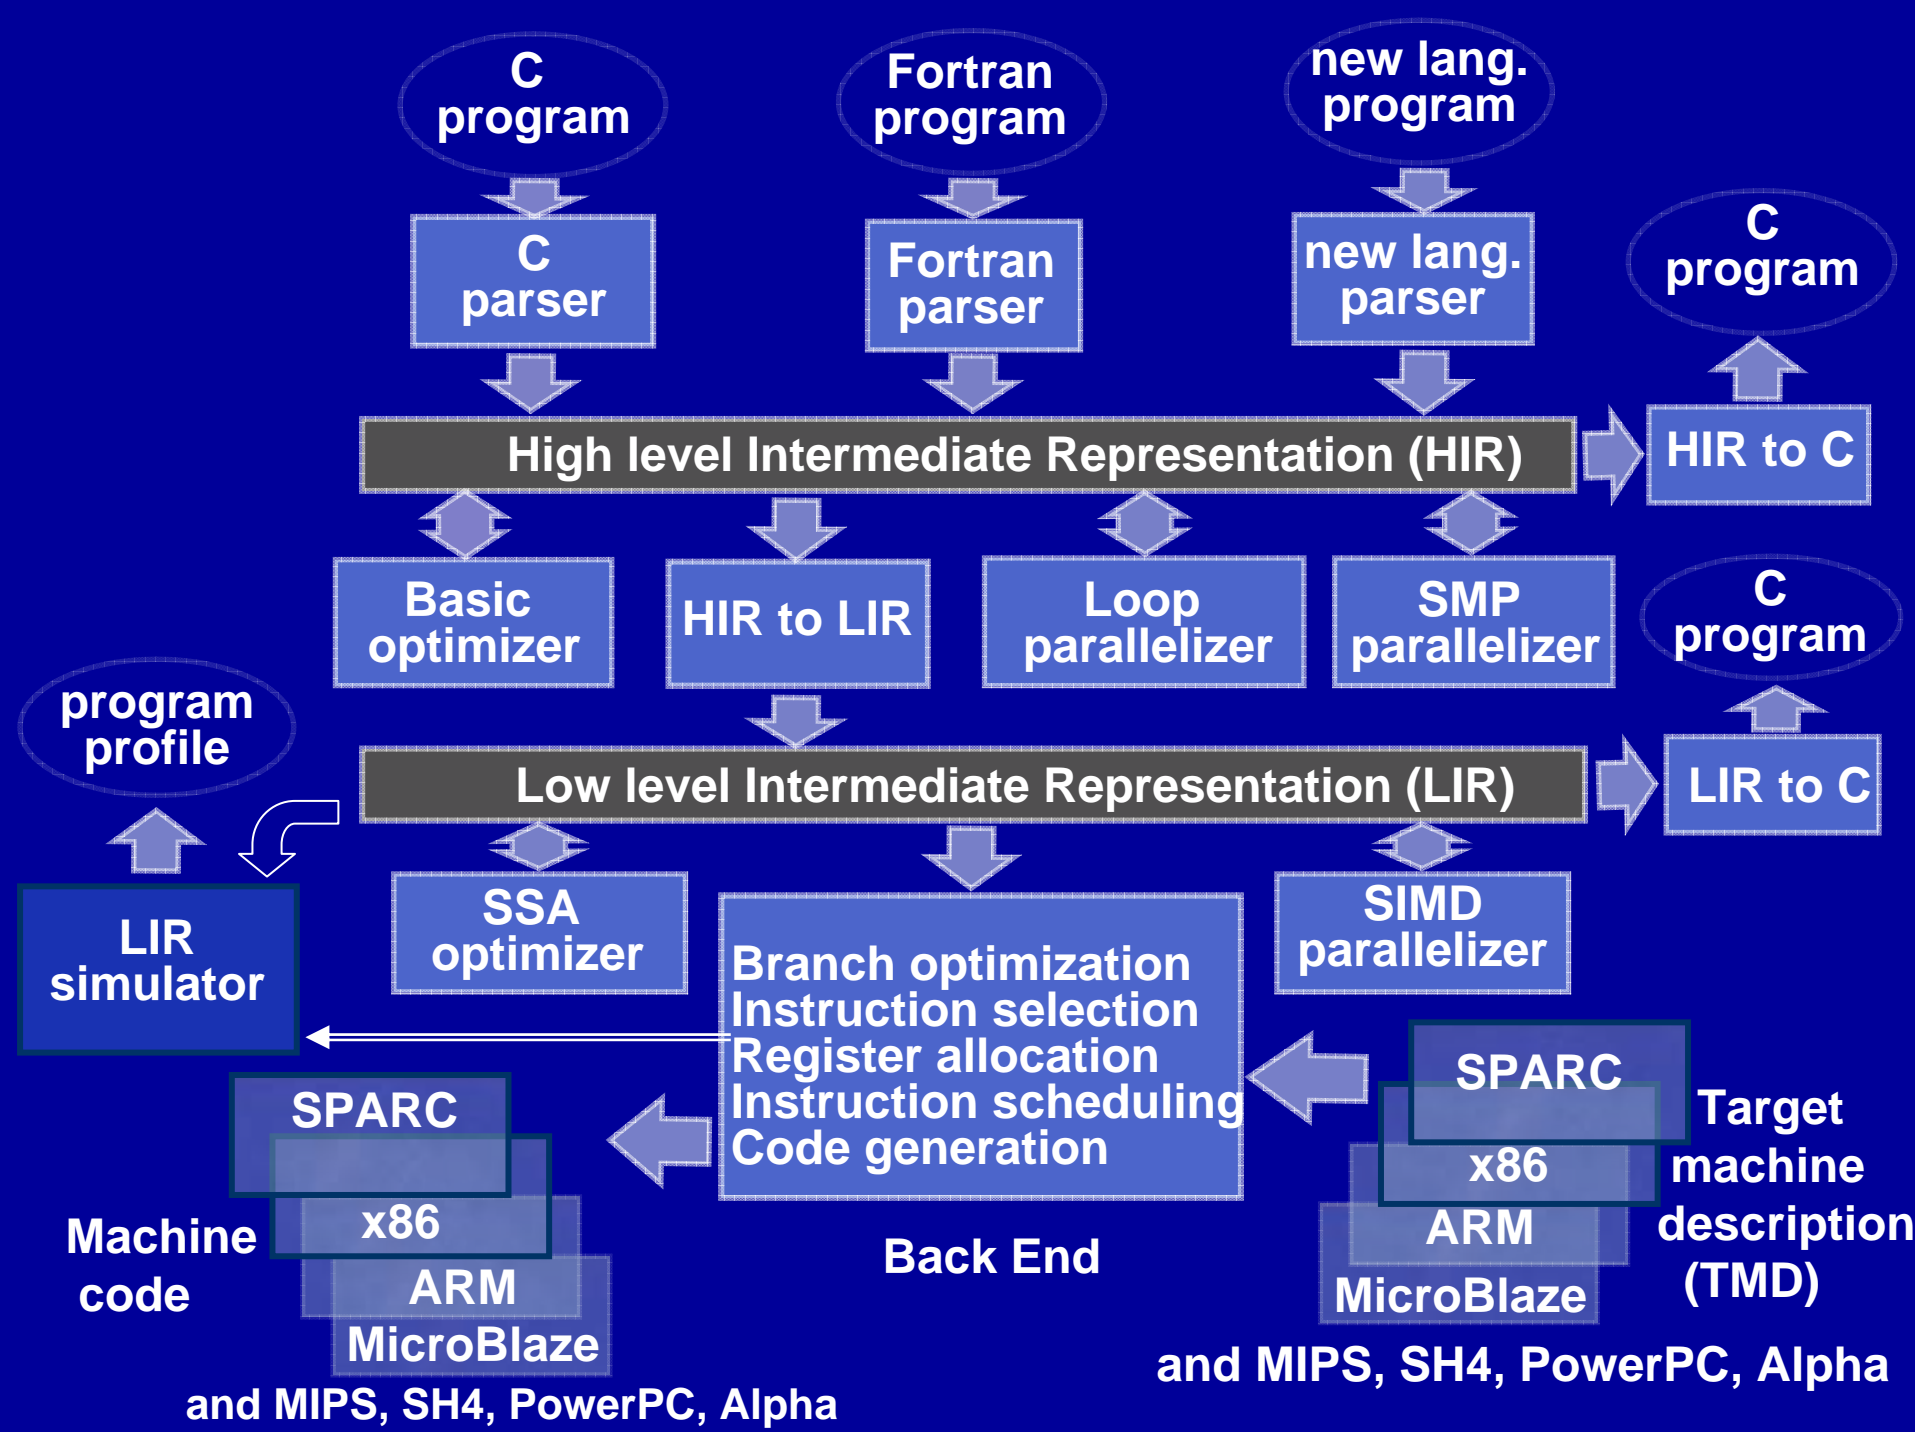 C
program
Fortran
program
new lang.
program
C
parser
Fortran
parser
new lang.
parser
C
program
High level Intermediate Representation (HIR)
HIR to C
Basic
optimizer
HIR to LIR
Loop
parallelizer
SMP
parallelizer
C
program
program
profile
Low level Intermediate Representation (LIR)
LIR to C
LIR
simulator
SSA
optimizer
Branch optimization
Instruction selection
Register allocation
Instruction scheduling
Code generation
SIMD
parallelizer
SPARC
x86
ARM
MicroBlaze
Machine
code
and MIPS, SH4, PowerPC, Alpha
Back End
SPARC
x86
ARM
MicroBlaze
Target
machine
description
(TMD)
and MIPS, SH4, PowerPC, Alpha